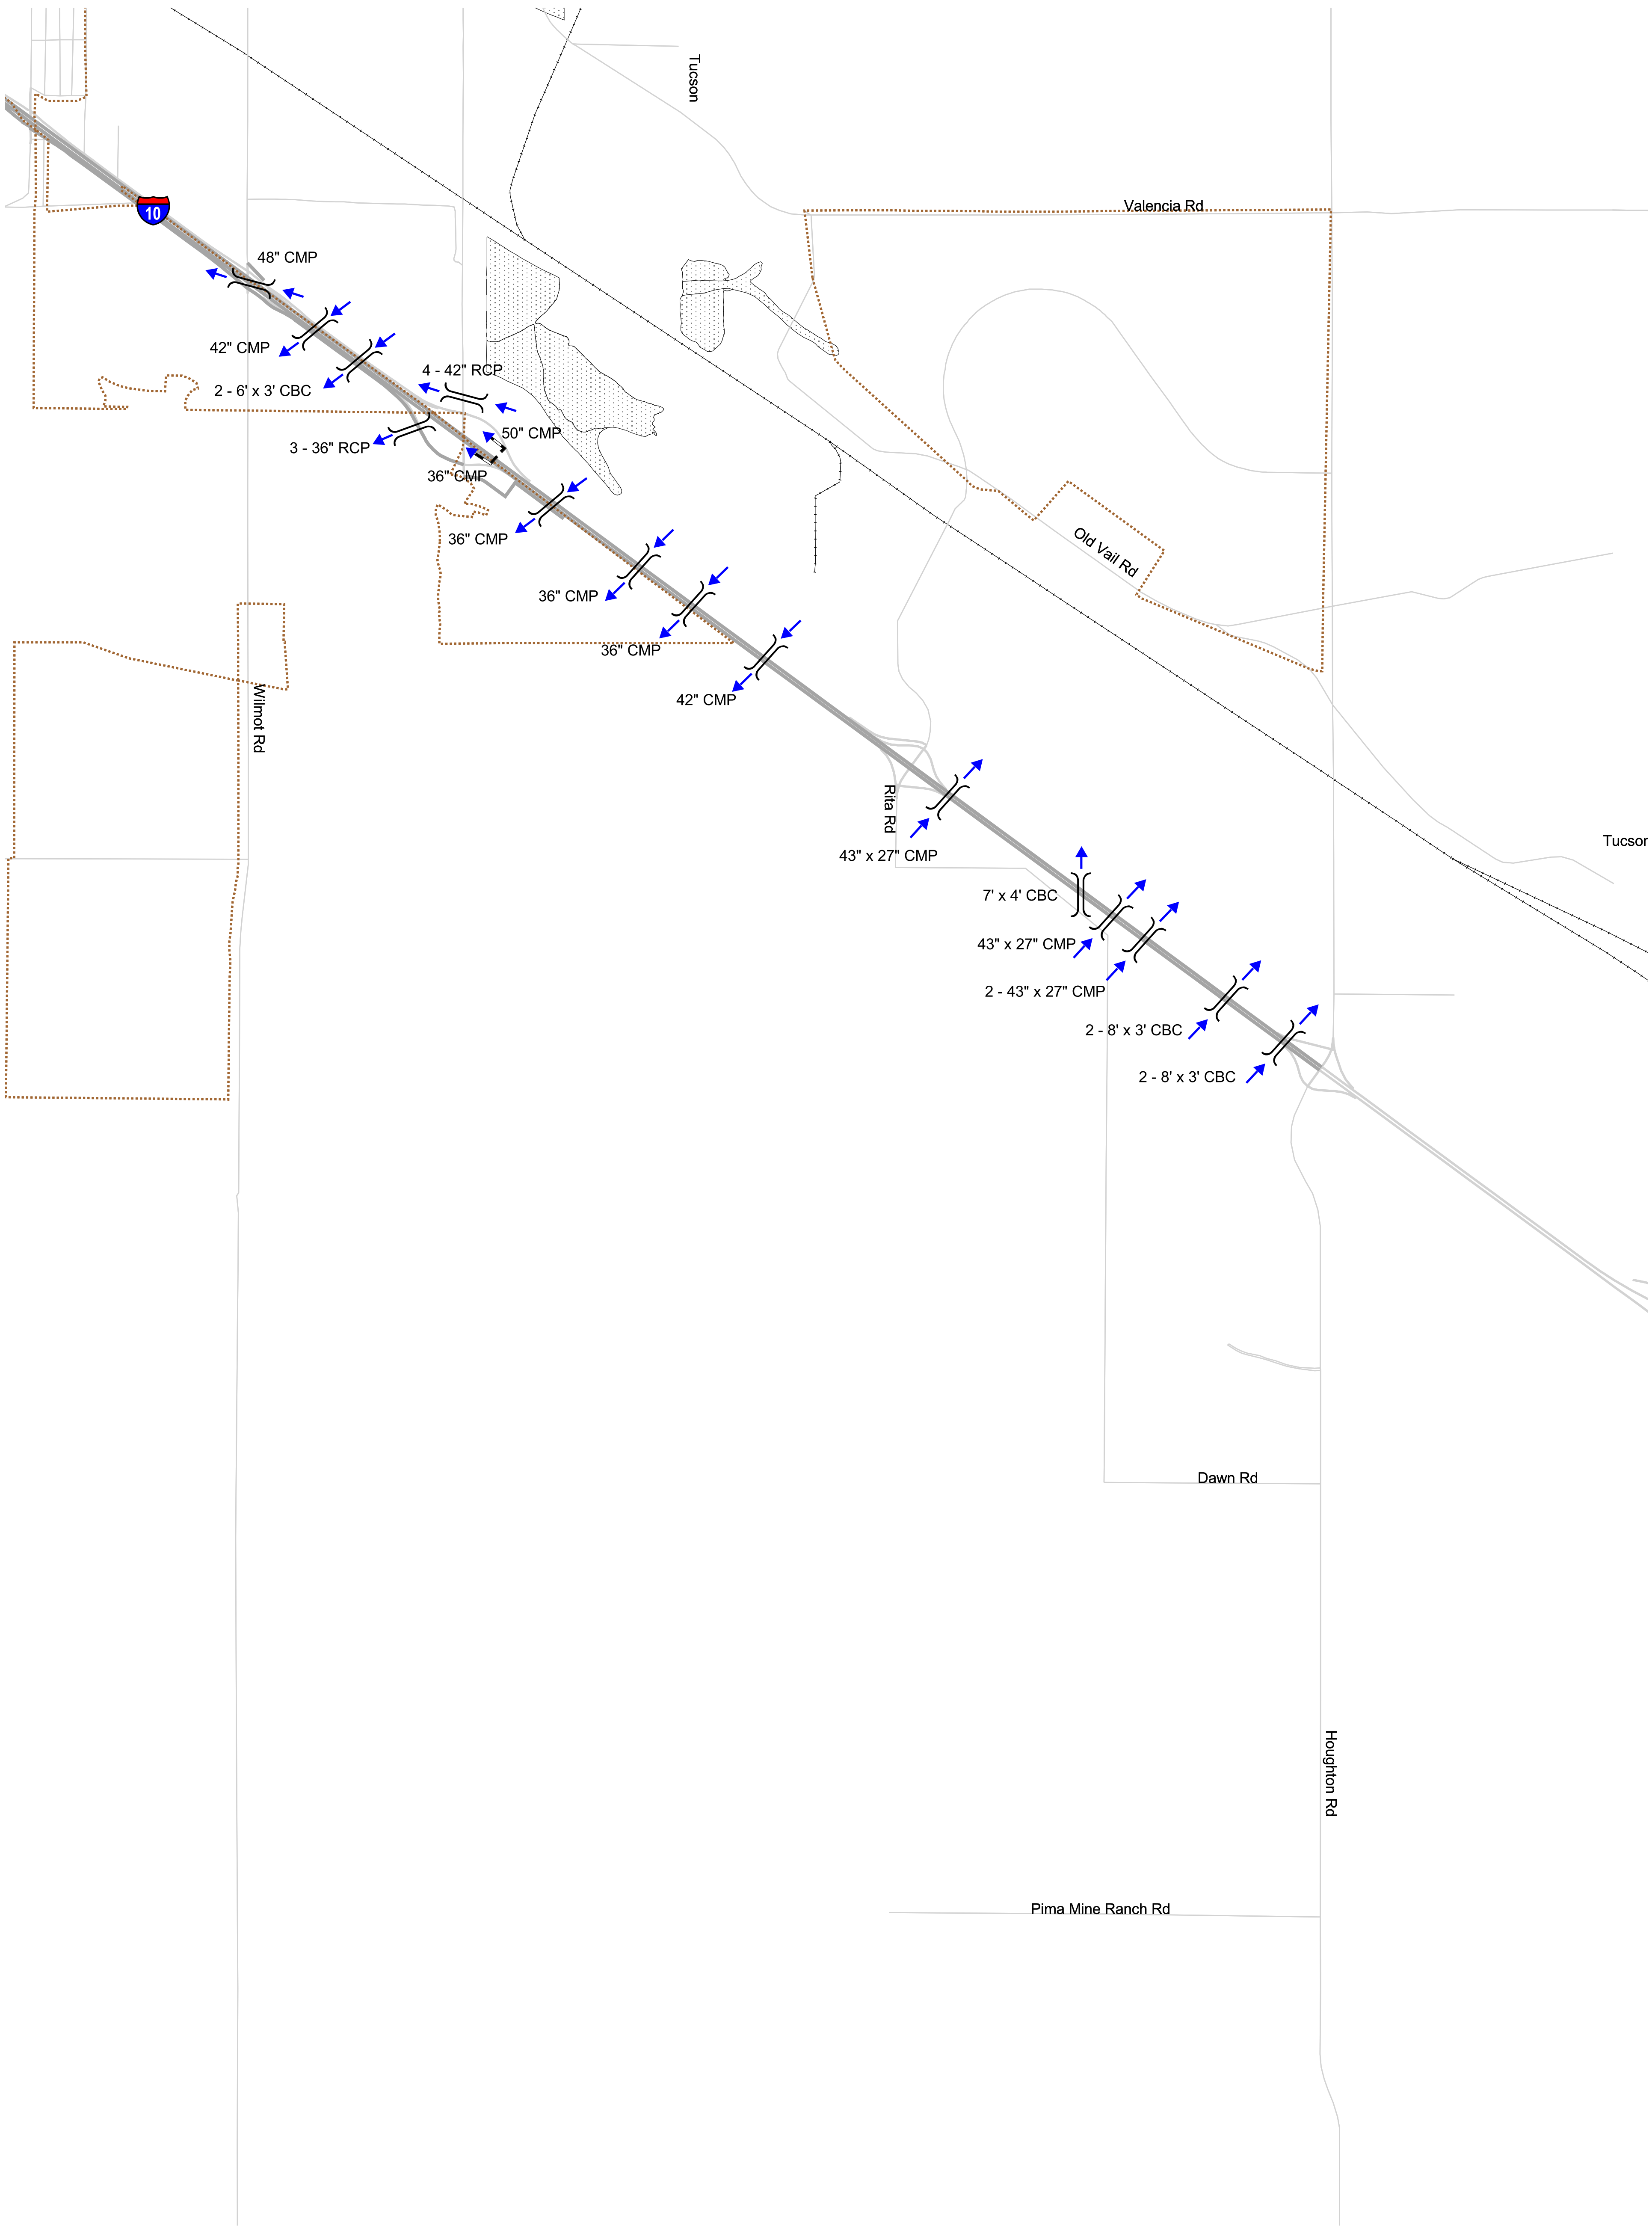 Tucson
Valencia Rd
10
48" CMP
42" CMP
4 - 42" RCP
2 - 6' x 3' CBC
50" CMP
3 - 36" RCP
36" CMP
36" CMP
Old Vail Rd
36" CMP
36" CMP
42" CMP
Wilmot Rd
Rita Rd
Tucson
43" x 27" CMP
7' x 4' CBC
43" x 27" CMP
2 - 43" x 27" CMP
2 - 8' x 3' CBC
2 - 8' x 3' CBC
Dawn Rd
Houghton Rd
Pima Mine Ranch Rd